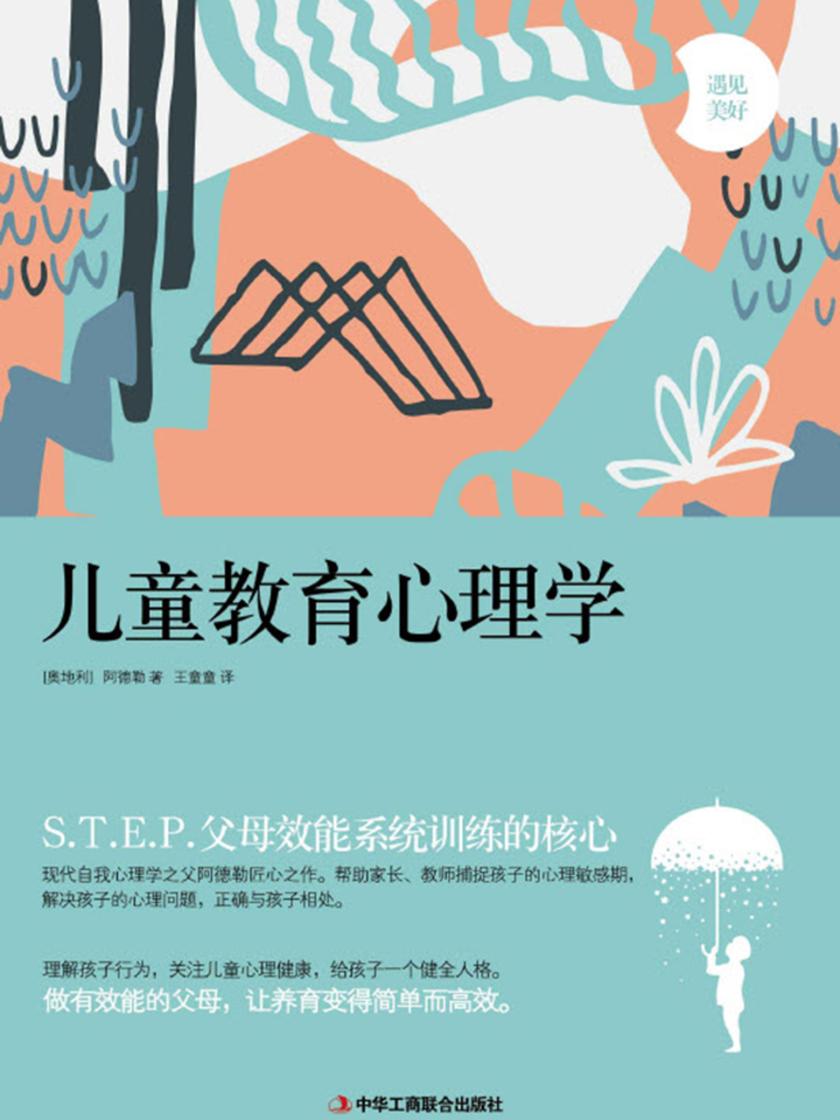 遇见
美好
儿童教育心理学
[奥地利] 阿德勒 著 王童童 译
S.T.E.P.父母效能系统训练的核心
现代自我心理学之父阿德勒匠心之作。帮助家长、教师捕捉孩子的心理敏感期，
解决孩子的心理问题，正确与孩子相处。
理解孩子行为，关注儿童心理健康，给孩子一个健全人格。
做有效能的父母，让养育变得简单而高效。
中华工商联合出版社